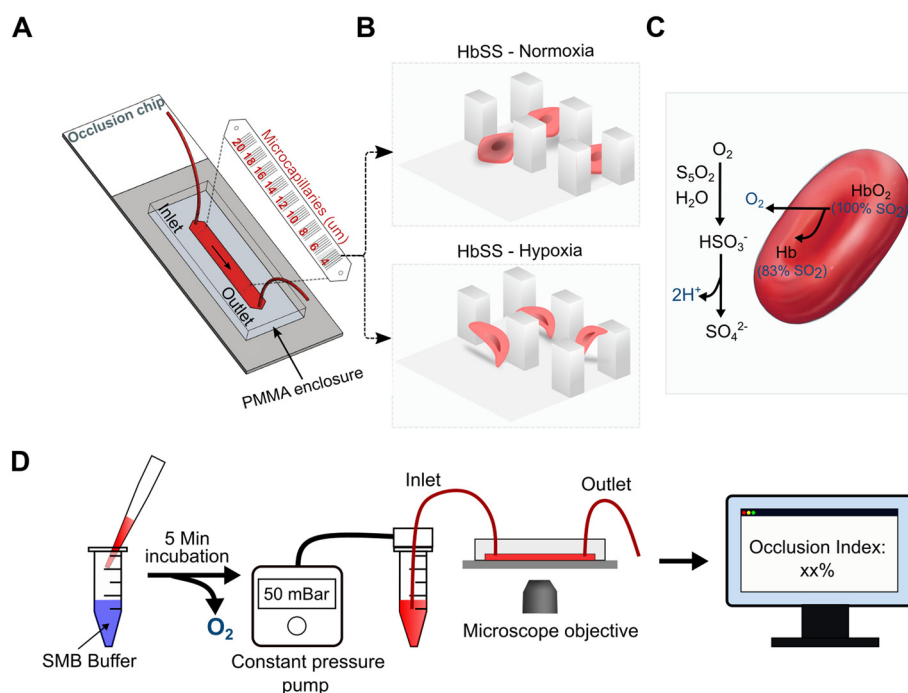 A
Occlusion chip
Inlet
Outlet
PMMA enclosure
20 18 16 14 12 10 8 6 4
Microcapillaries (um)
B
HbSS - Normoxia
HbSS - Hypoxia
C
O₂
S₅O₂
H₂O
HSO₃⁻
2H⁺
SO₄²⁻
O₂
HbO₂
(100% SO₂)
Hb
(83% SO₂)
D
SMB Buffer
5 Min
incubation
O₂
50 mBar
Constant pressure
pump
Inlet
Outlet
Microscope objective
Occlusion Index:
xx%